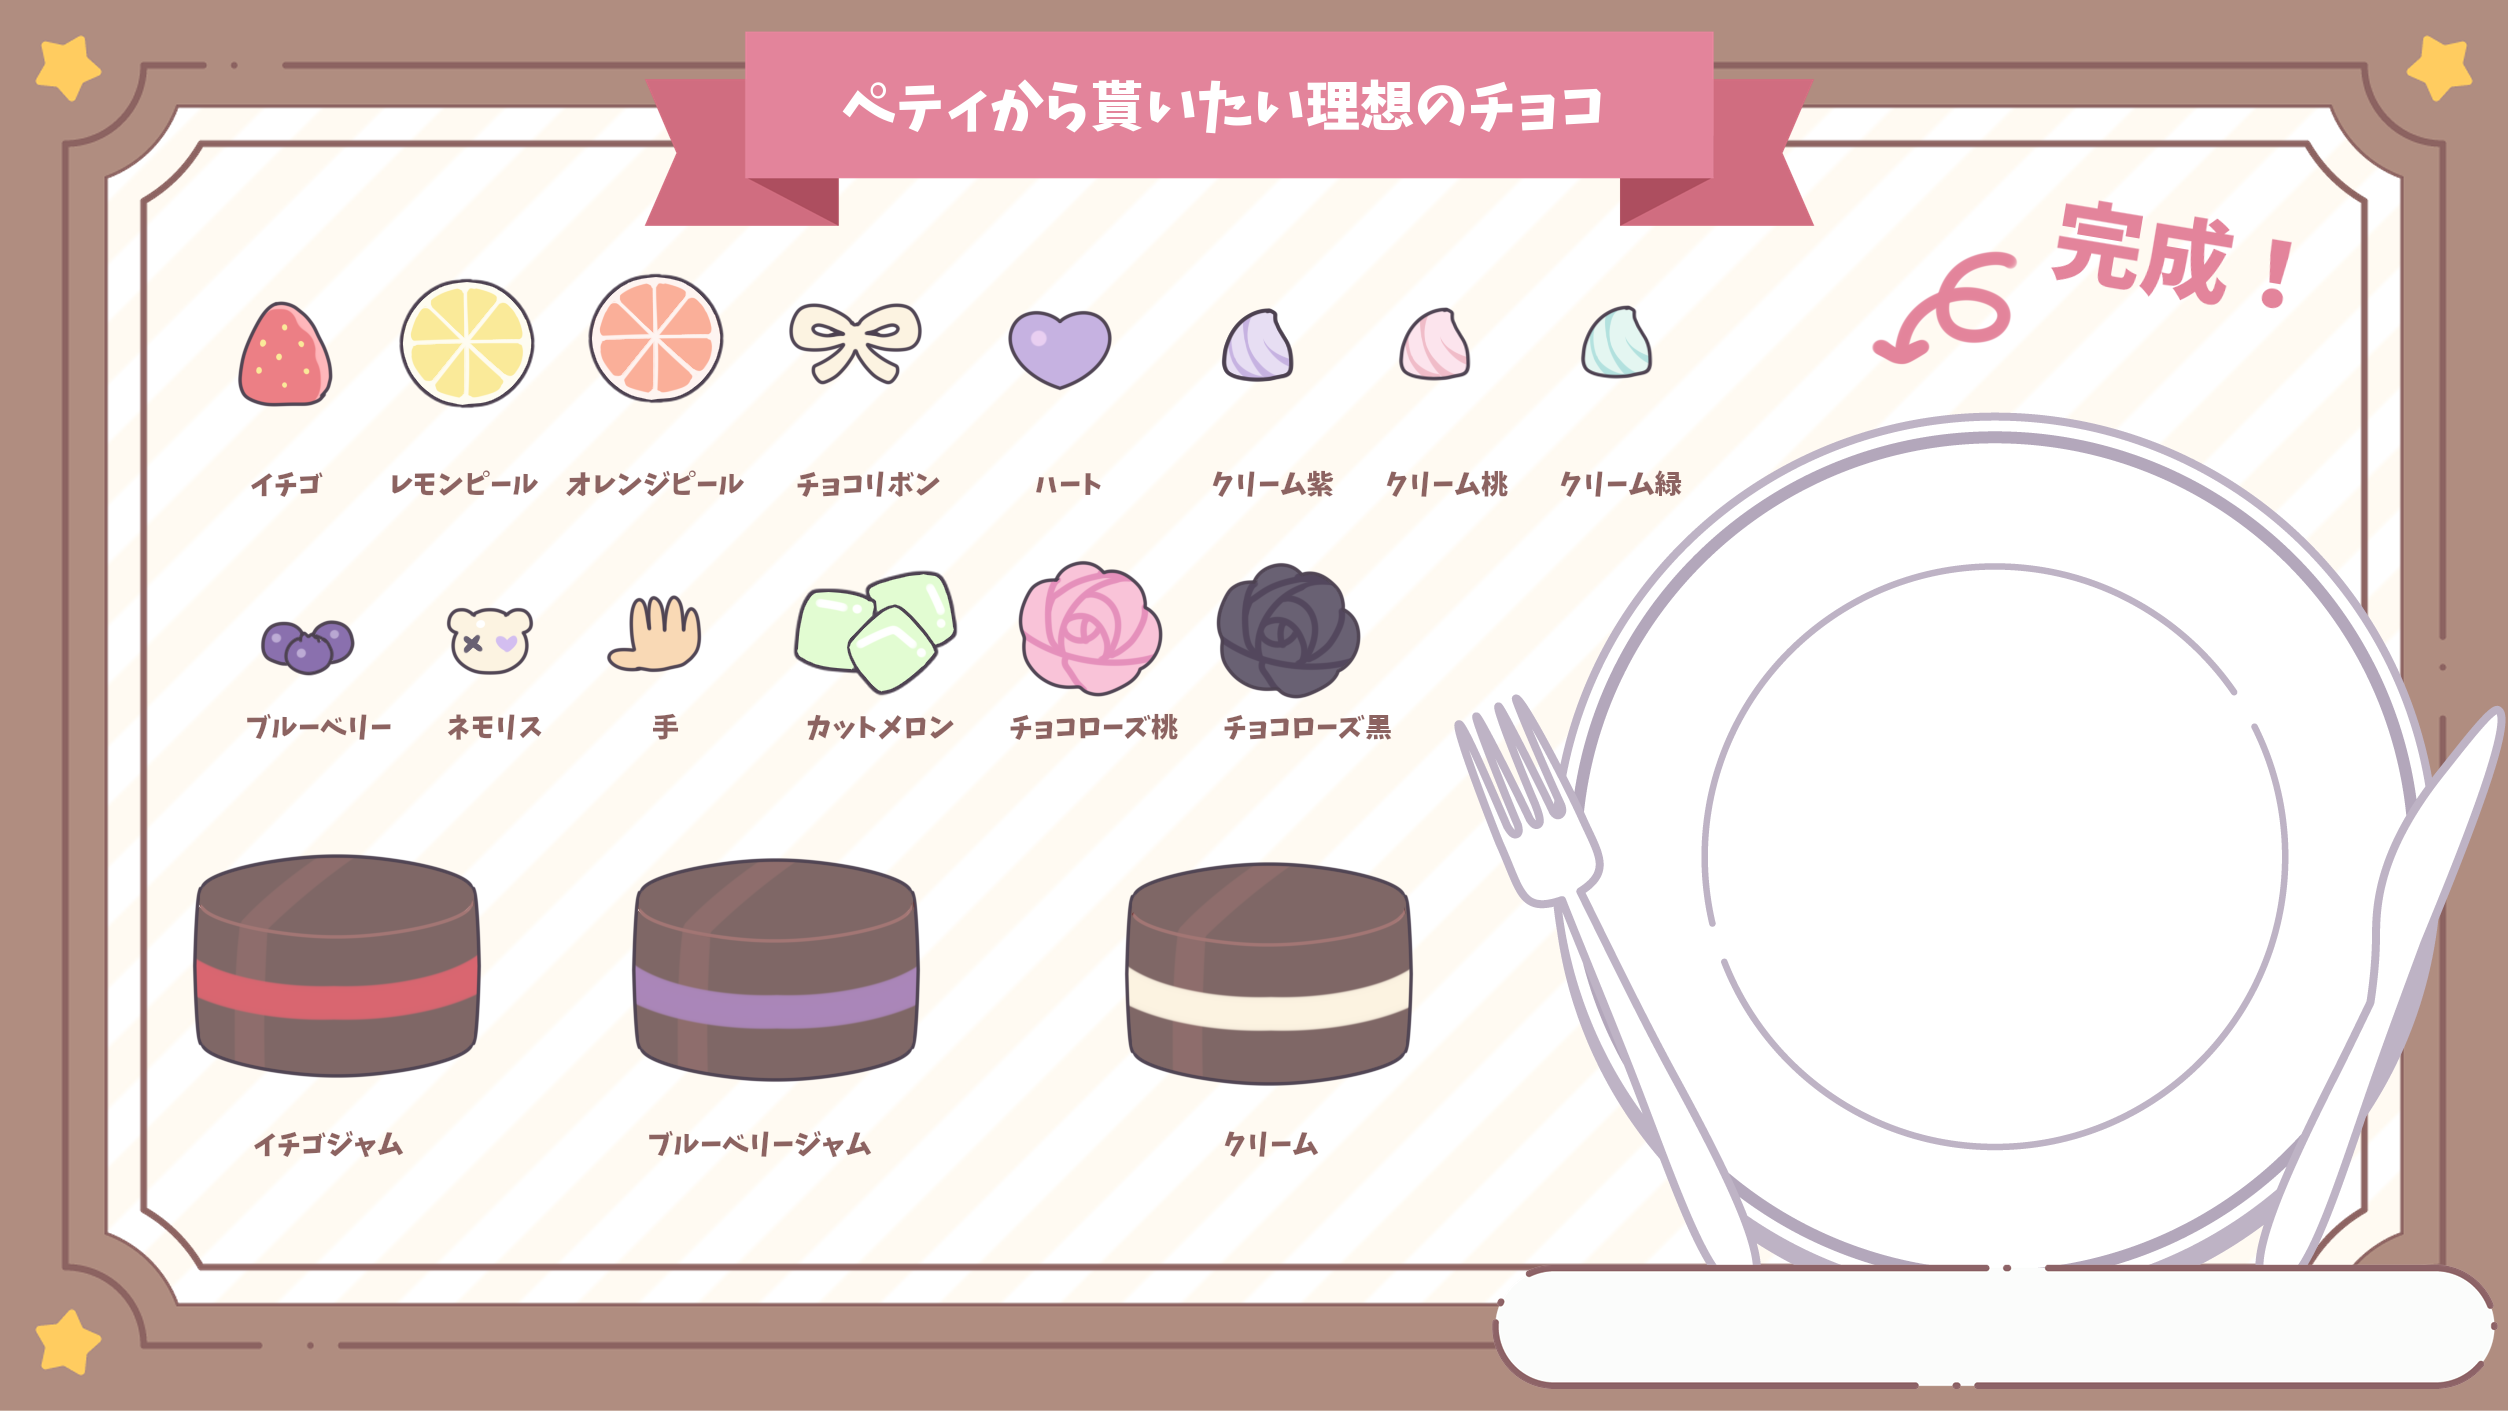 ペティから貰いたい理想のチョコ
完成！
イチゴ
レモンピール
オレンジピール
チョコリボン
ハート
クリーム紫
クリーム桃
クリーム緑
ブルーベリー
ネモリス
手
カットメロン
チョコローズ桃
チョコローズ黒
イチゴジャム
ブルーベリージャム
クリーム